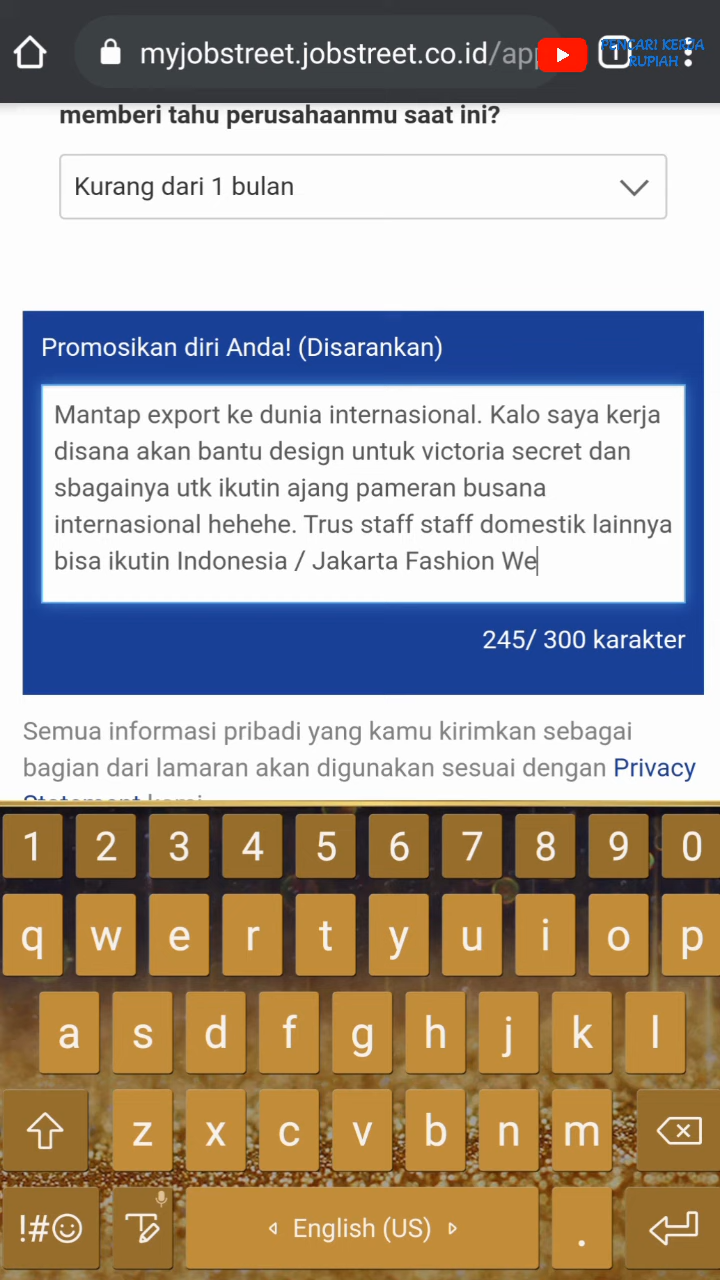 myjobstreet.jobstreet.co.id/app
1
PENCARI KERJA
RUPIAH
memberi tahu perusahaanmu saat ini?
Kurang dari 1 bulan
Promosikan diri Anda! (Disarankan)
Mantap export ke dunia internasional. Kalo saya kerja
disana akan bantu design untuk victoria secret dan
sbagainya utk ikutin ajang pameran busana
internasional hehehe. Trus staff staff domestik lainnya
bisa ikutin Indonesia / Jakarta Fashion We
245/ 300 karakter
Semua informasi pribadi yang kamu kirimkan sebagai
bagian dari lamaran akan digunakan sesuai dengan Privacy
Statement kami
1 2 3 4 5 6 7 8 9 0
q w e r t y u i o p
a s d f g h j k l
z x c v b n m
!#☺ T English (US) .